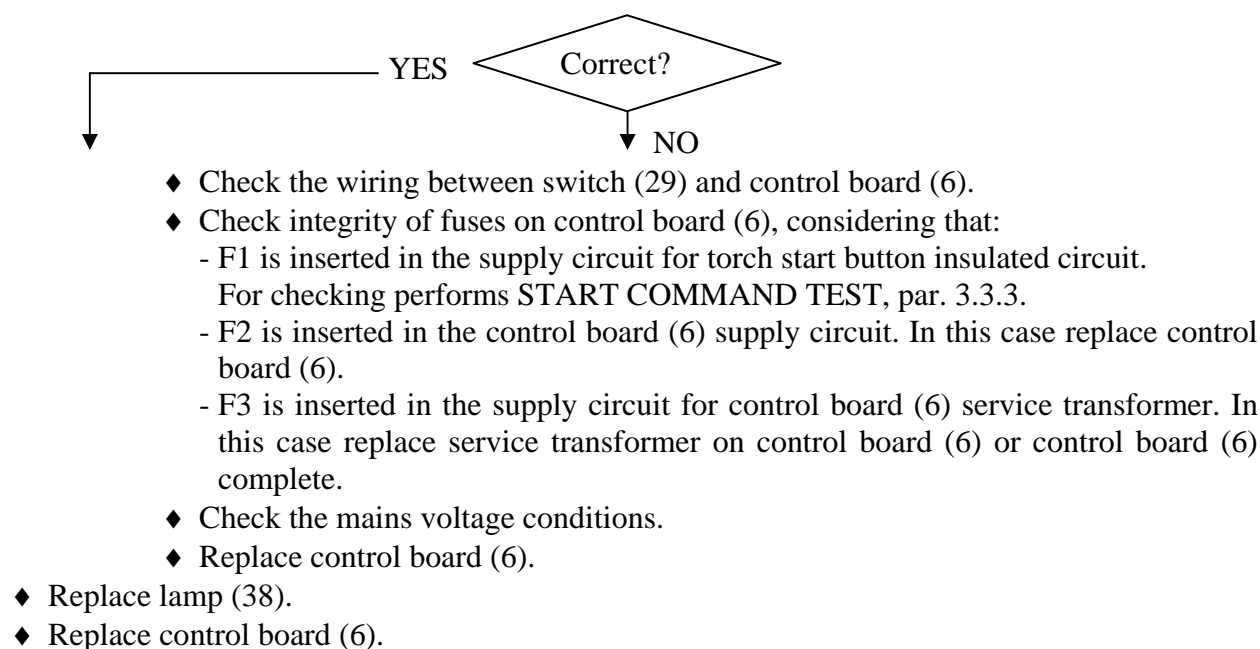 YES
Correct?
NO
♦ Check the wiring between switch (29) and control board (6).
♦ Check integrity of fuses on control board (6), considering that:
- F1 is inserted in the supply circuit for torch start button insulated circuit.
For checking performs START COMMAND TEST, par. 3.3.3.
- F2 is inserted in the control board (6) supply circuit. In this case replace control
board (6).
- F3 is inserted in the supply circuit for control board (6) service transformer. In
this case replace service transformer on control board (6) or control board (6)
complete.
♦ Check the mains voltage conditions.
♦ Replace control board (6).
♦ Replace lamp (38).
♦ Replace control board (6).